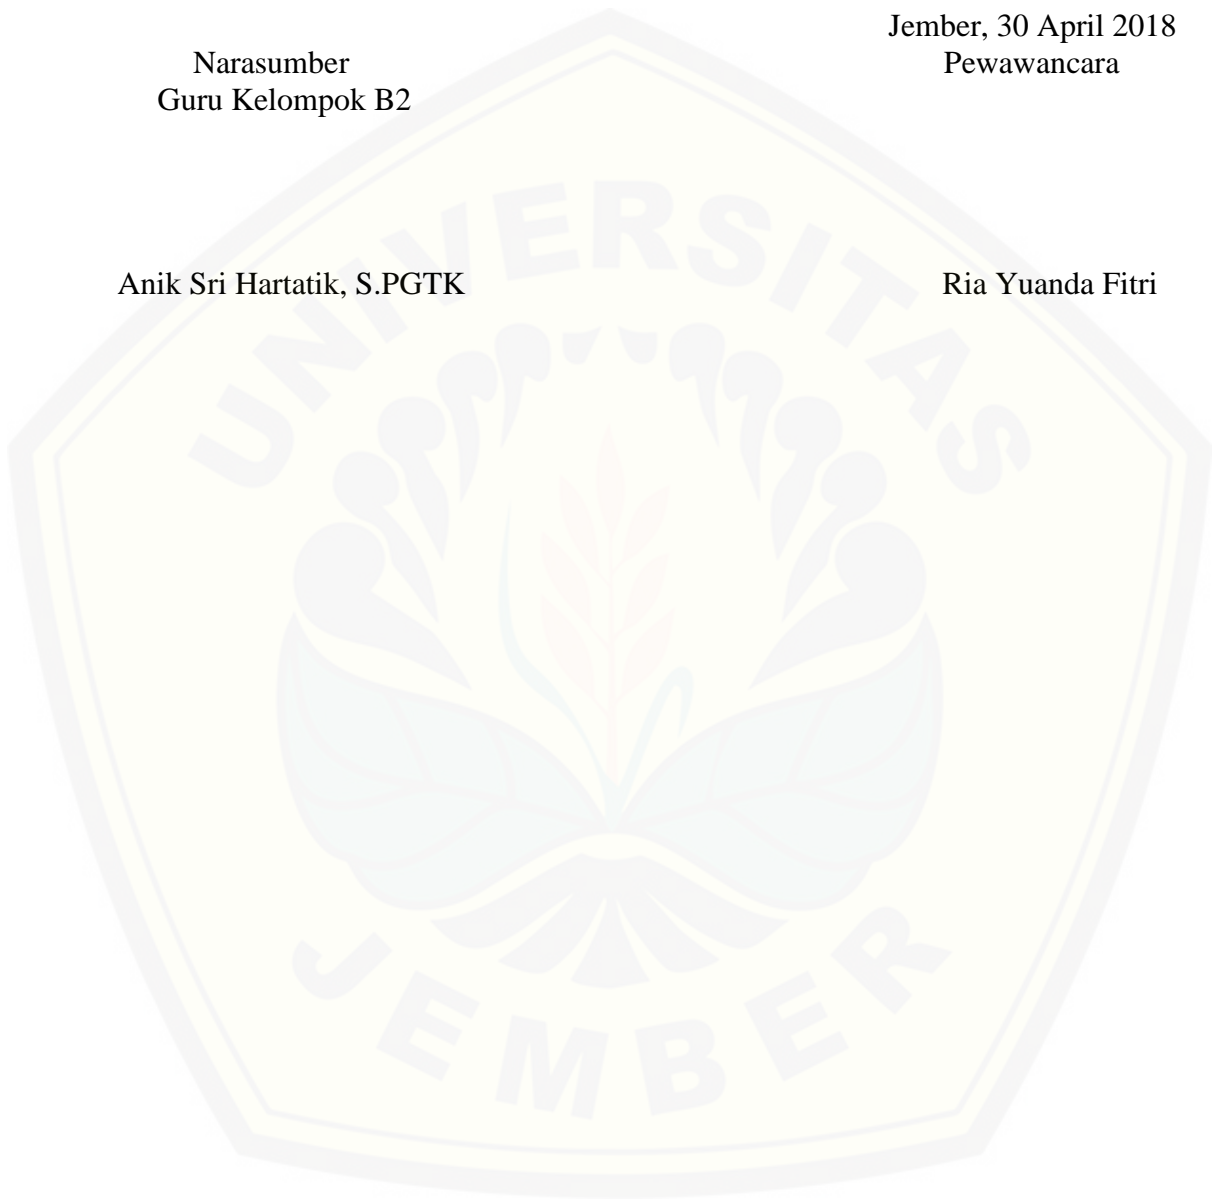 Jember, 30 April 2018
Narasumber Pewawancara
Guru Kelompok B2
Anik Sri Hartatik, S.PGTK Ria Yuanda Fitri
UNIVERSITAS
JEMBER